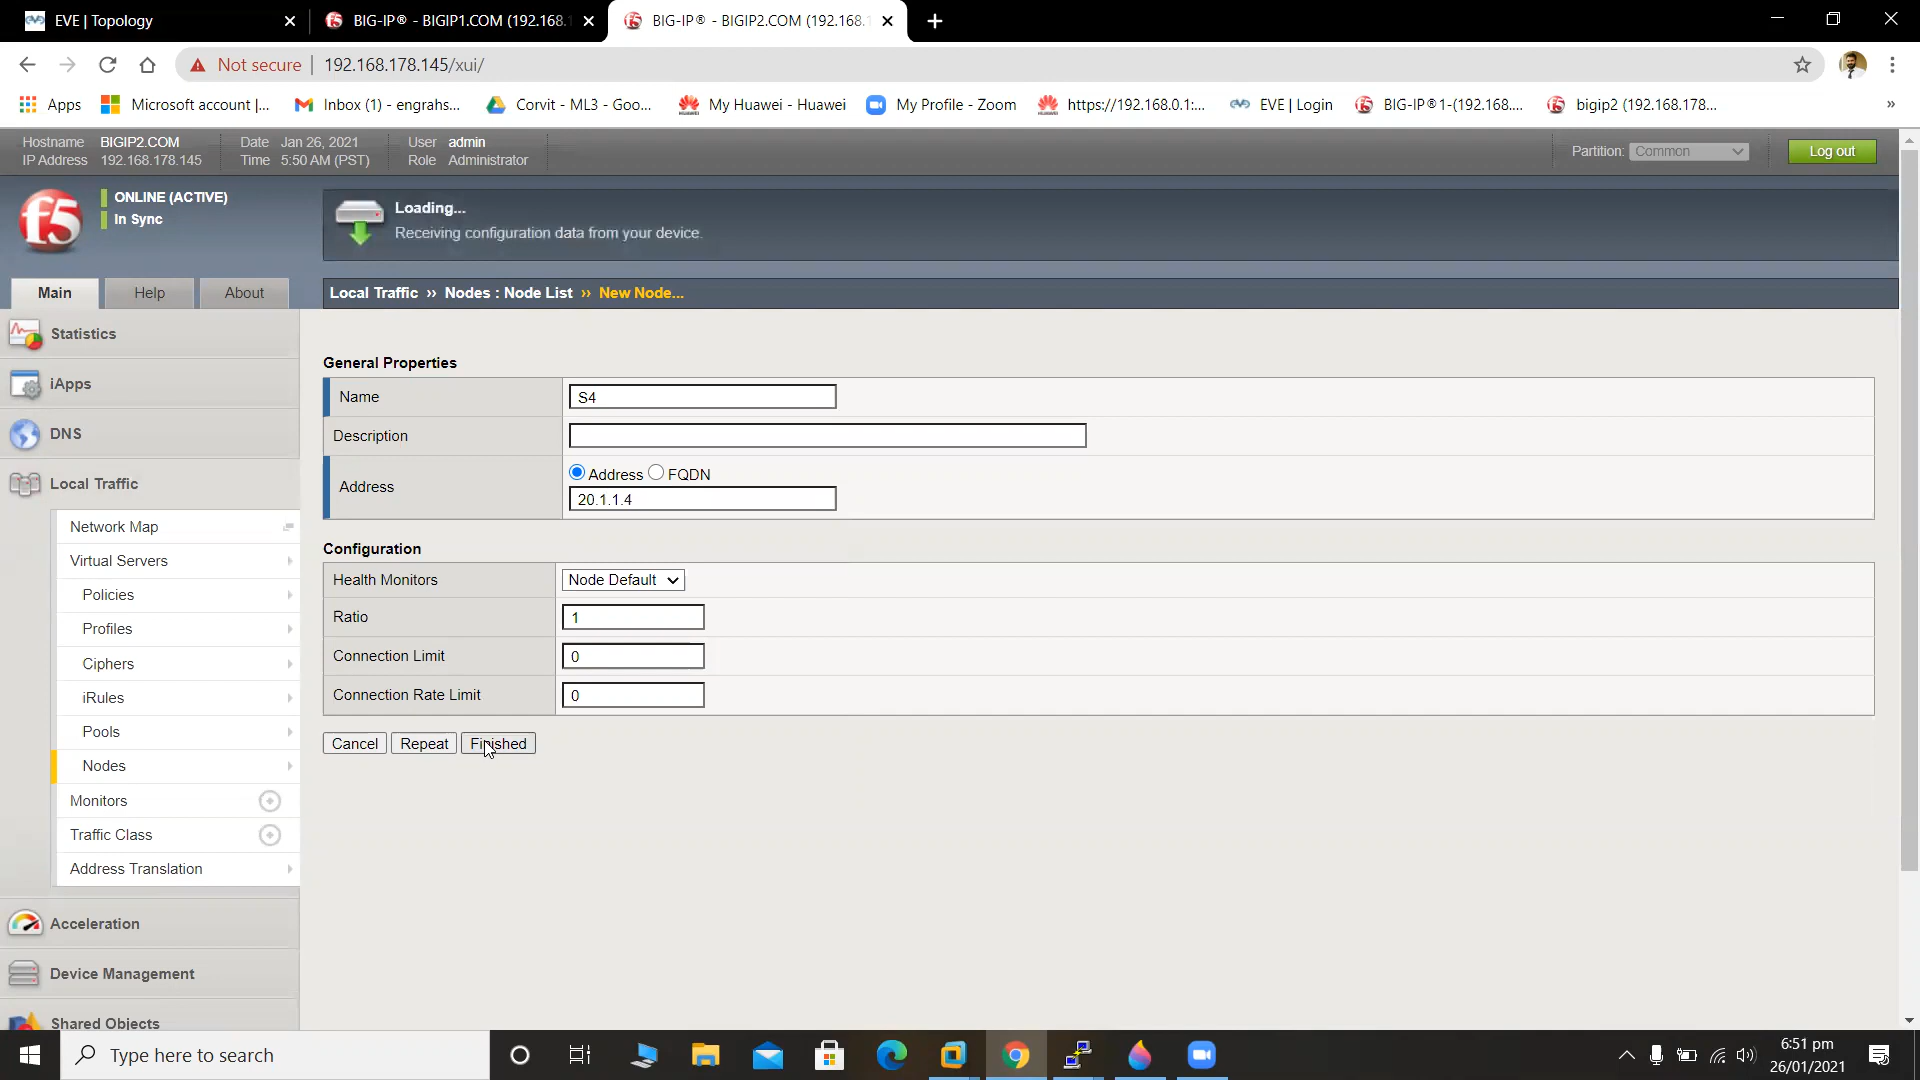 EVE | Topology
BIG-IP® - BIGIP1.COM (192.168.
BIG-IP® - BIGIP2.COM (192.168.1
Not secure
192.168.178.145/xui/
Apps
Microsoft account |...
Inbox (1) - engrahs...
Corvit - ML3 - Goo...
My Huawei - Huawei
My Profile - Zoom
https://192.168.0.1:...
EVE | Login
BIG-IP®1-(192.168....
bigip2 (192.168.178...
»
Hostname BIGIP2.COM
IP Address 192.168.178.145
Date Jan 26, 2021
Time 5:50 AM (PST)
User admin
Role Administrator
Partition: Common
Log out
f5
ONLINE (ACTIVE)
In Sync
Loading...
Receiving configuration data from your device.
Main
Help
About
Local Traffic ›› Nodes : Node List ›› New Node...
Statistics
iApps
DNS
Local Traffic
Network Map
Virtual Servers
Policies
Profiles
Ciphers
iRules
Pools
Nodes
Monitors
Traffic Class
Address Translation
Acceleration
Device Management
Shared Objects
General Properties
Name S4
Description
Address
Address FQDN
20.1.1.4
Configuration
Health Monitors Node Default
Ratio 1
Connection Limit 0
Connection Rate Limit 0
Cancel Repeat Finished
Type here to search
6:51 pm
26/01/2021